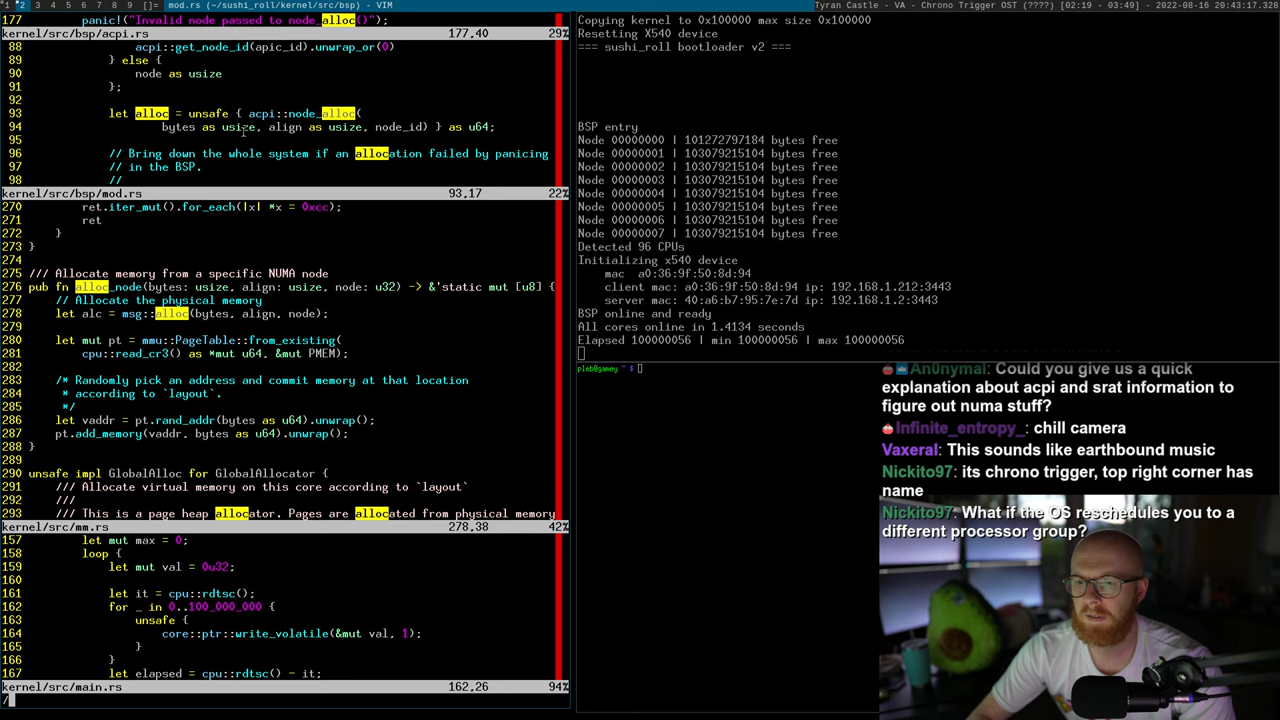 1 2 3 4 5 6 7 8 9 []= mod.rs (~/sushi_roll/kernel/src/bsp) - VIM
Tyran Castle - VA - Chrono Trigger OST (????) [02:19 - 03:49] - 2022-08-16 20:43:17.328
177 panic!("Invalid node passed to node_alloc()");
kernel/src/bsp/acpi.rs 177,40 29%
88 acpi::get_node_id(apic_id).unwrap_or(0)
89 } else {
90 node as usize
91 };
92
93 let alloc = unsafe { acpi::node_alloc(
94 bytes as usize, align as usize, node_id) } as u64;
95
96 // Bring down the whole system if an allocation failed by panicing
97 // in the BSP.
98 //
kernel/src/bsp/mod.rs 93,17 22%
270 ret.iter_mut().for_each(|x| *x = 0xcc);
271 ret
272 }
273 }
274
275 /// Allocate memory from a specific NUMA node
276 pub fn alloc_node(bytes: usize, align: usize, node: u32) -> &'static mut [u8] {
277 // Allocate the physical memory
278 let alc = msg::alloc(bytes, align, node);
279
280 let mut pt = mmu::PageTable::from_existing(
281 cpu::read_cr3() as *mut u64, &mut PMEM);
282
283 /* Randomly pick an address and commit memory at that location
284 * according to `layout`.
285 */
286 let vaddr = pt.rand_addr(bytes as u64).unwrap();
287 pt.add_memory(vaddr, bytes as u64).unwrap();
288 }
289
290 unsafe impl GlobalAlloc for GlobalAllocator {
291 /// Allocate virtual memory on this core according to `layout`
292 ///
293 /// This is a page heap allocator. Pages are allocated from physical memory
kernel/src/mm.rs 278,38 42%
157 let mut max = 0;
158 loop {
159 let mut val = 0u32;
160
161 let it = cpu::rdtsc();
162 for _ in 0..100_000_000 {
163 unsafe {
164 core::ptr::write_volatile(&mut val, 1);
165 }
166 }
167 let elapsed = cpu::rdtsc() - it;
kernel/src/main.rs 162,26 94%
/
Copying kernel to 0x100000 max size 0x100000
Resetting X540 device
=== sushi_roll bootloader v2 ===
BSP entry
Node 00000000 | 101272797184 bytes free
Node 00000001 | 103079215104 bytes free
Node 00000002 | 103079215104 bytes free
Node 00000003 | 103079215104 bytes free
Node 00000004 | 103079215104 bytes free
Node 00000005 | 103079215104 bytes free
Node 00000006 | 103079215104 bytes free
Node 00000007 | 103079215104 bytes free
Detected 96 CPUs
Initializing x540 device
mac a0:36:9f:50:8d:94
client mac: a0:36:9f:50:8d:94 ip: 192.168.1.212:3443
server mac: 40:a6:b7:95:7e:7d ip: 192.168.1.2:3443
BSP online and ready
All cores online in 1.4134 seconds
Elapsed 100000056 | min 100000056 | max 100000056
pleb@gamey ~ $
An0nymal: Could you give us a quick
explanation about acpi and srat information to
figure out numa stuff?
Infinite_entropy_: chill camera
Vaxeral: This sounds like earthbound music
Nickito97: its chrono trigger, top right corner has
name
Nickito97: What if the OS reschedules you to a
different processor group?